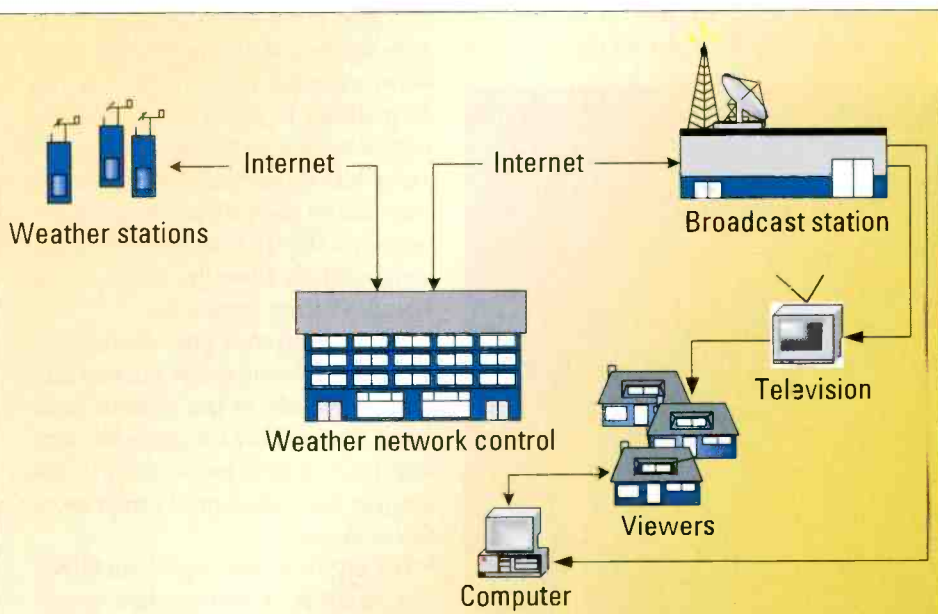 Internet
Internet
Weather stations
Broadcast station
Television
Weather network control
Viewers
Computer